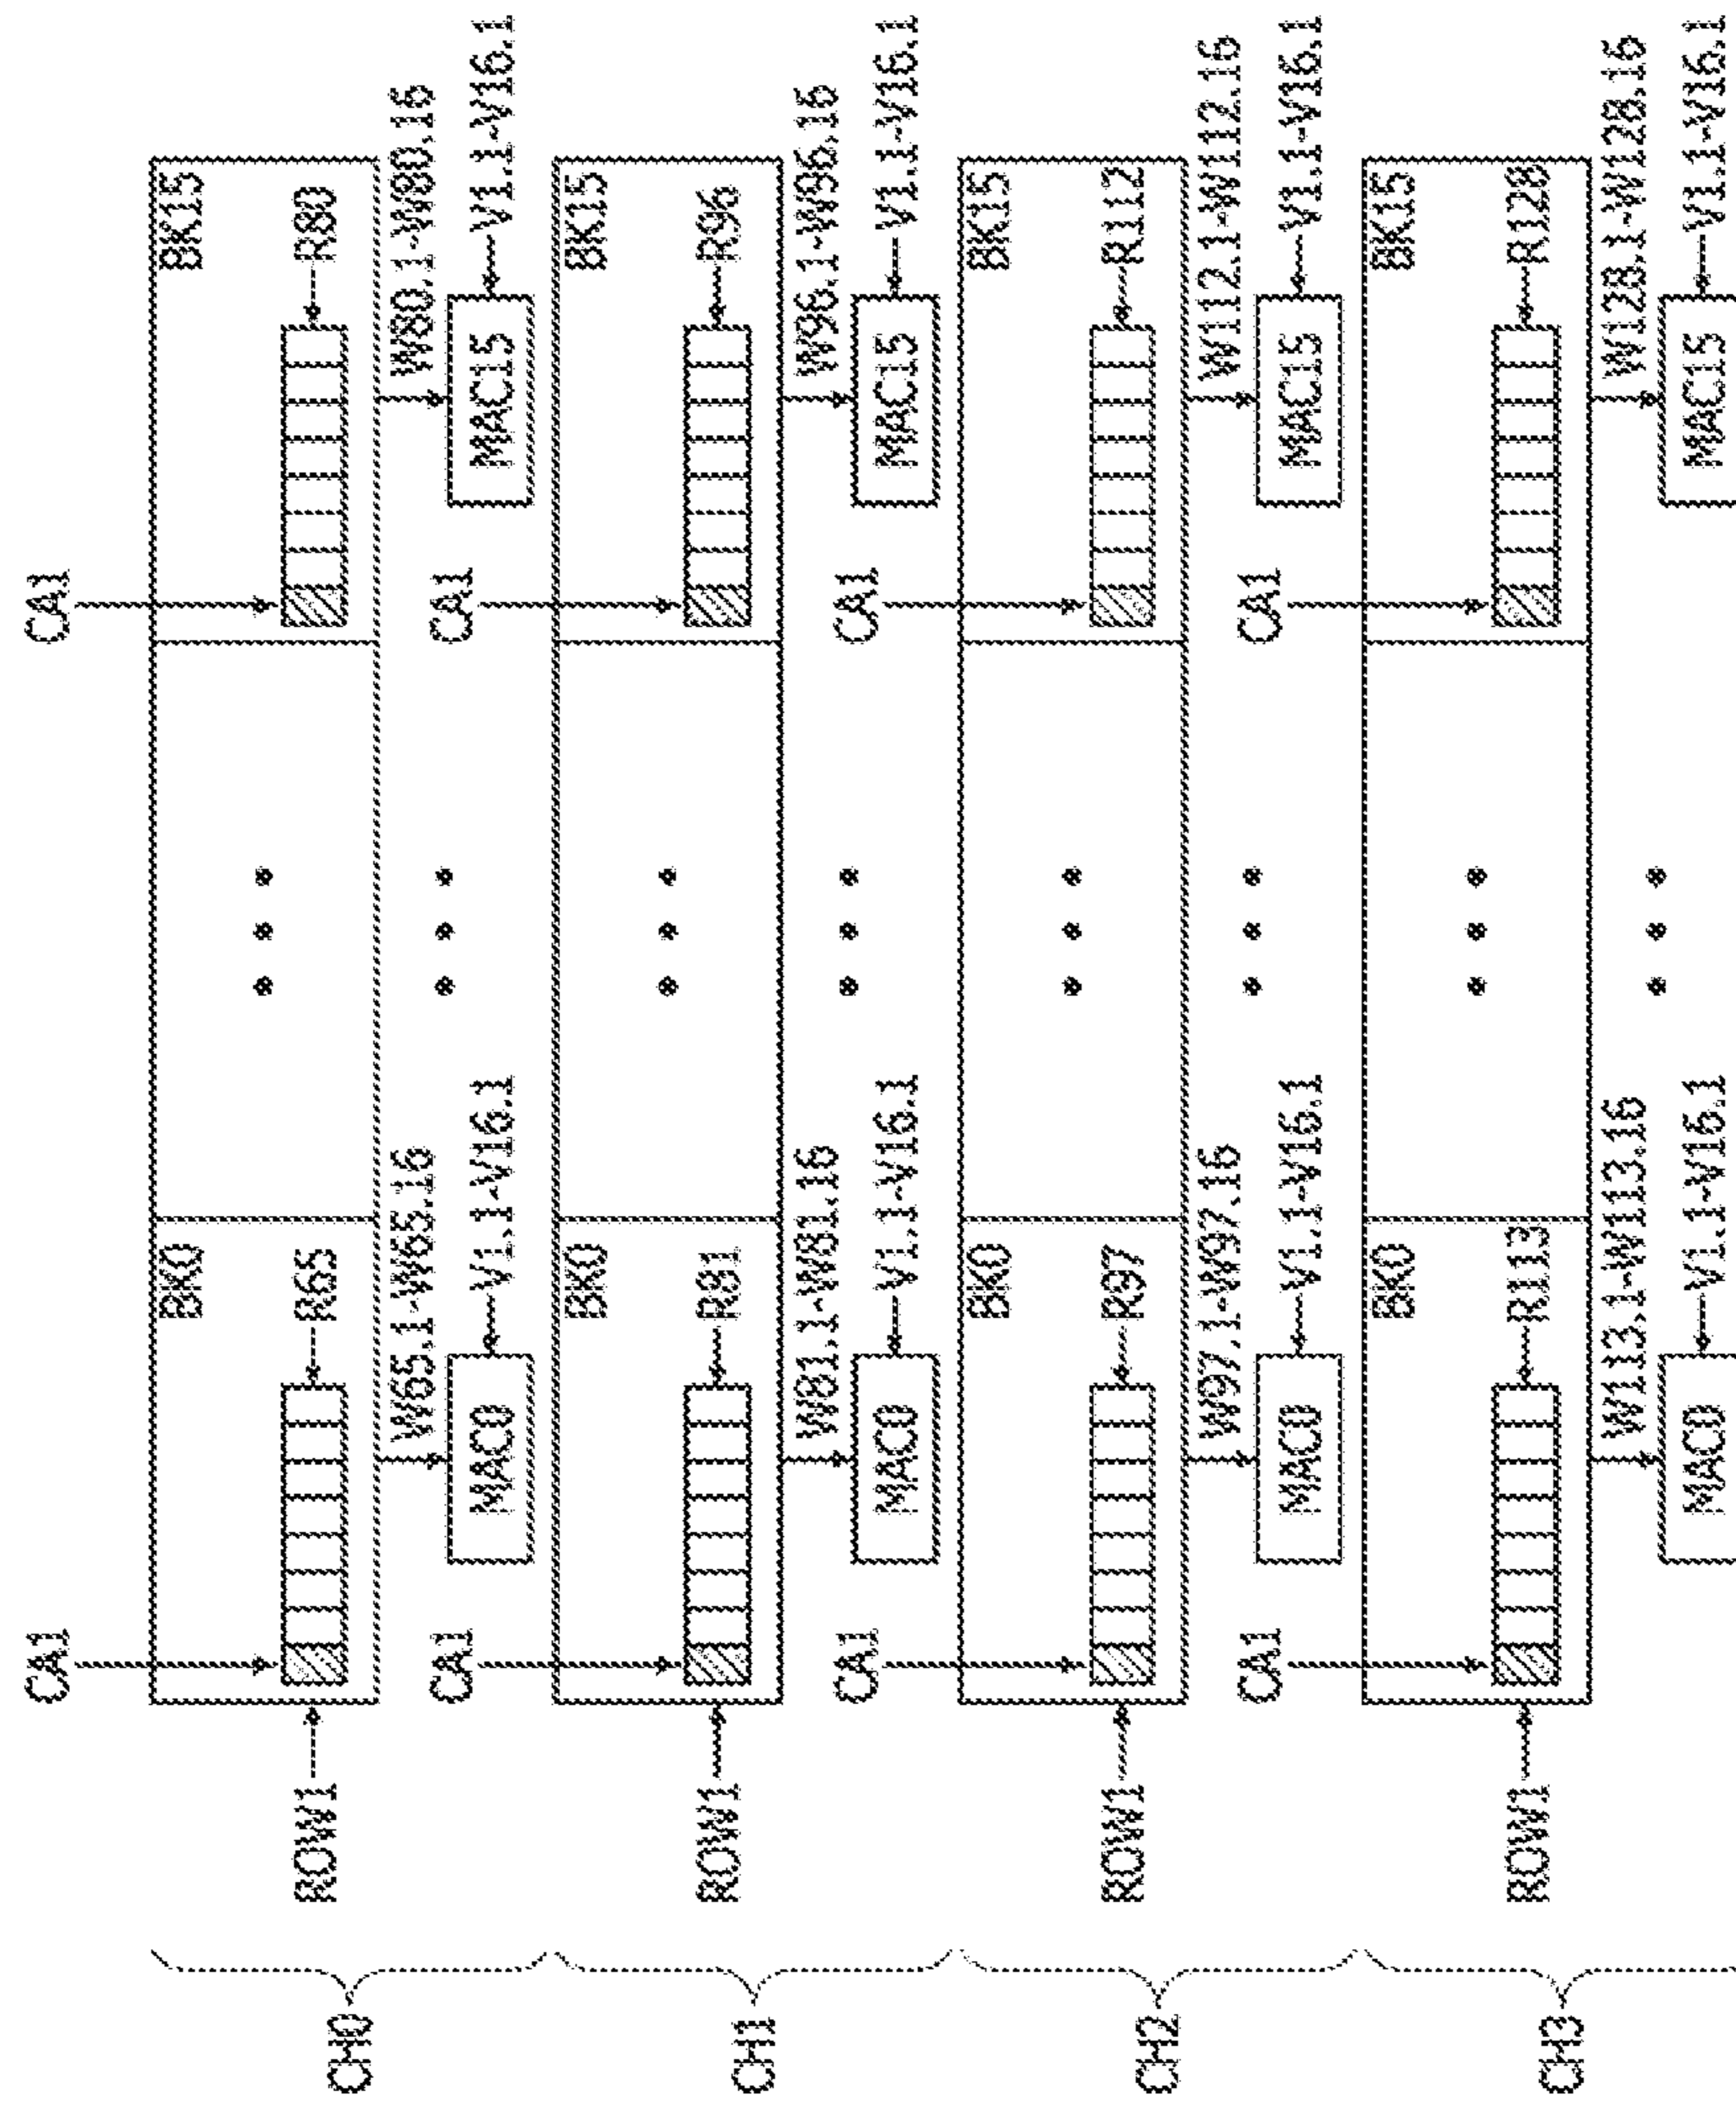 CA1 CA1
BK0 BK15
CH0 ROW1 R65 R80
W65.1-W65.16 W80.1-W80.16
MAC0 V1.1-V16.1 MAC15 V1.1-V16.1
CA1 CA1
BK0 BK15
CH1 ROW1 R81 R96
W81.1-W81.16 W96.1-W96.16
MAC0 V1.1-V16.1 MAC15 V1.1-V16.1
CA1 CA1
BK0 BK15
CH2 ROW1 R97 R112
W97.1-W97.16 W112.1-W112.16
MAC0 V1.1-V16.1 MAC15 V1.1-V16.1
CA1 CA1
BK0 BK15
CH3 ROW1 R113 R128
W113.1-W113.16 W128.1-W128.16
MAC0 V1.1-V16.1 MAC15 V1.1-V16.1